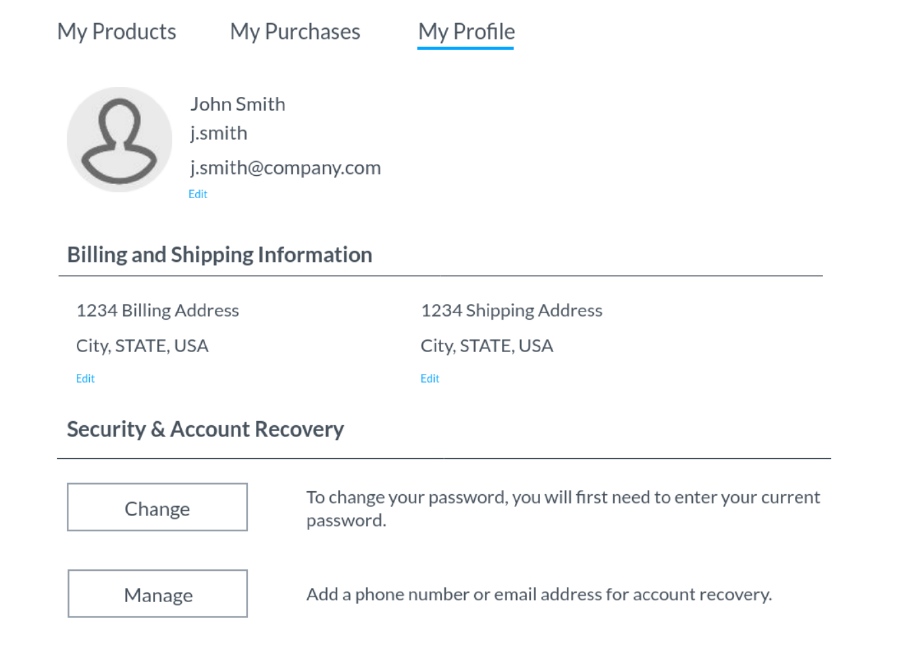 My Products My Purchases My Profile
John Smith
j.smith
j.smith@company.com
Edit
Billing and Shipping Information
1234 Billing Address
City, STATE, USA
Edit
1234 Shipping Address
City, STATE, USA
Edit
Security & Account Recovery
Change
To change your password, you will first need to enter your current
password.
Manage
Add a phone number or email address for account recovery.